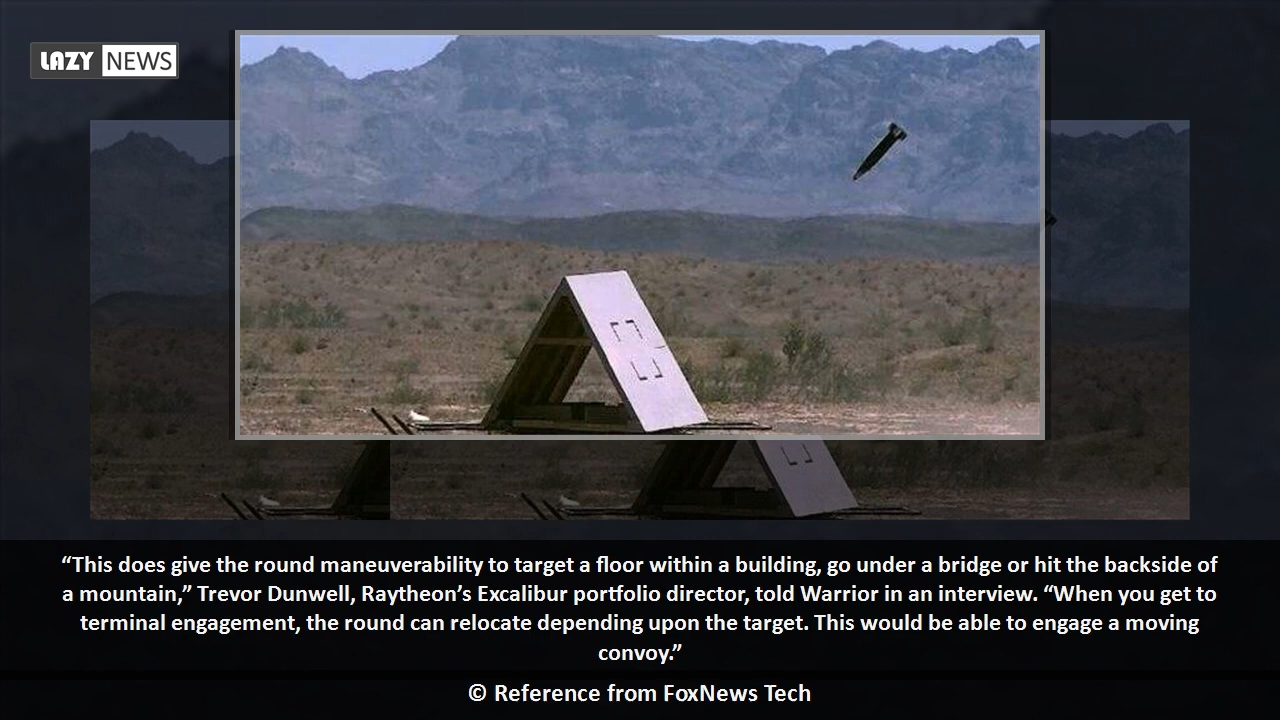 LAZY NEWS
“This does give the round maneuverability to target a floor within a building, go under a bridge or hit the backside of
a mountain,” Trevor Dunwell, Raytheon’s Excalibur portfolio director, told Warrior in an interview. “When you get to
terminal engagement, the round can relocate depending upon the target. This would be able to engage a moving
convoy.”
© Reference from FoxNews Tech